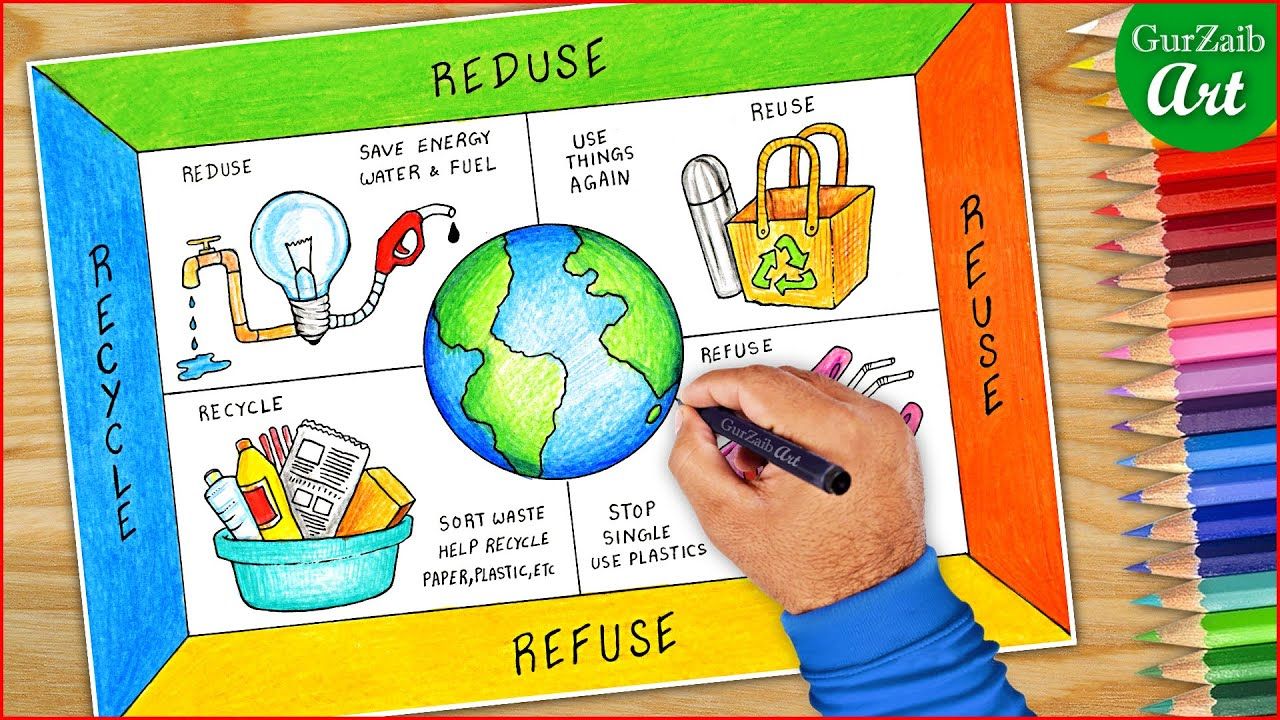 GurZaib
Art
REDUSE
REDUSE
SAVE ENERGY
WATER & FUEL
USE
THINGS
AGAIN
REUSE
RECYCLE
REUSE
RECYCLE
REFUSE
SORT WASTE
HELP RECYCLE
PAPER,PLASTIC,Etc
STOP
SINGLE
USE PLASTICS
GurZaib Art
REFUSE